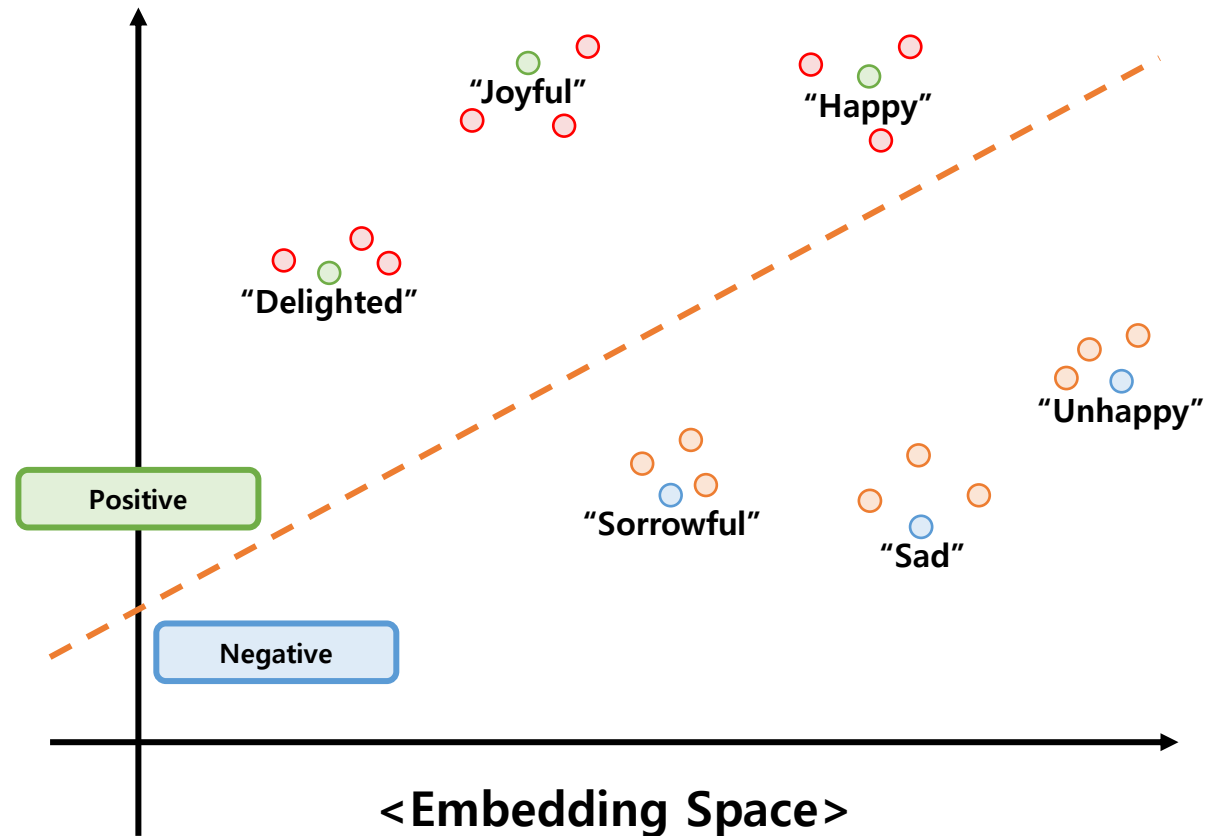 “Joyful”
“Happy”
“Delighted”
“Unhappy”
Positive
“Sorrowful”
“Sad”
Negative
<Embedding Space>